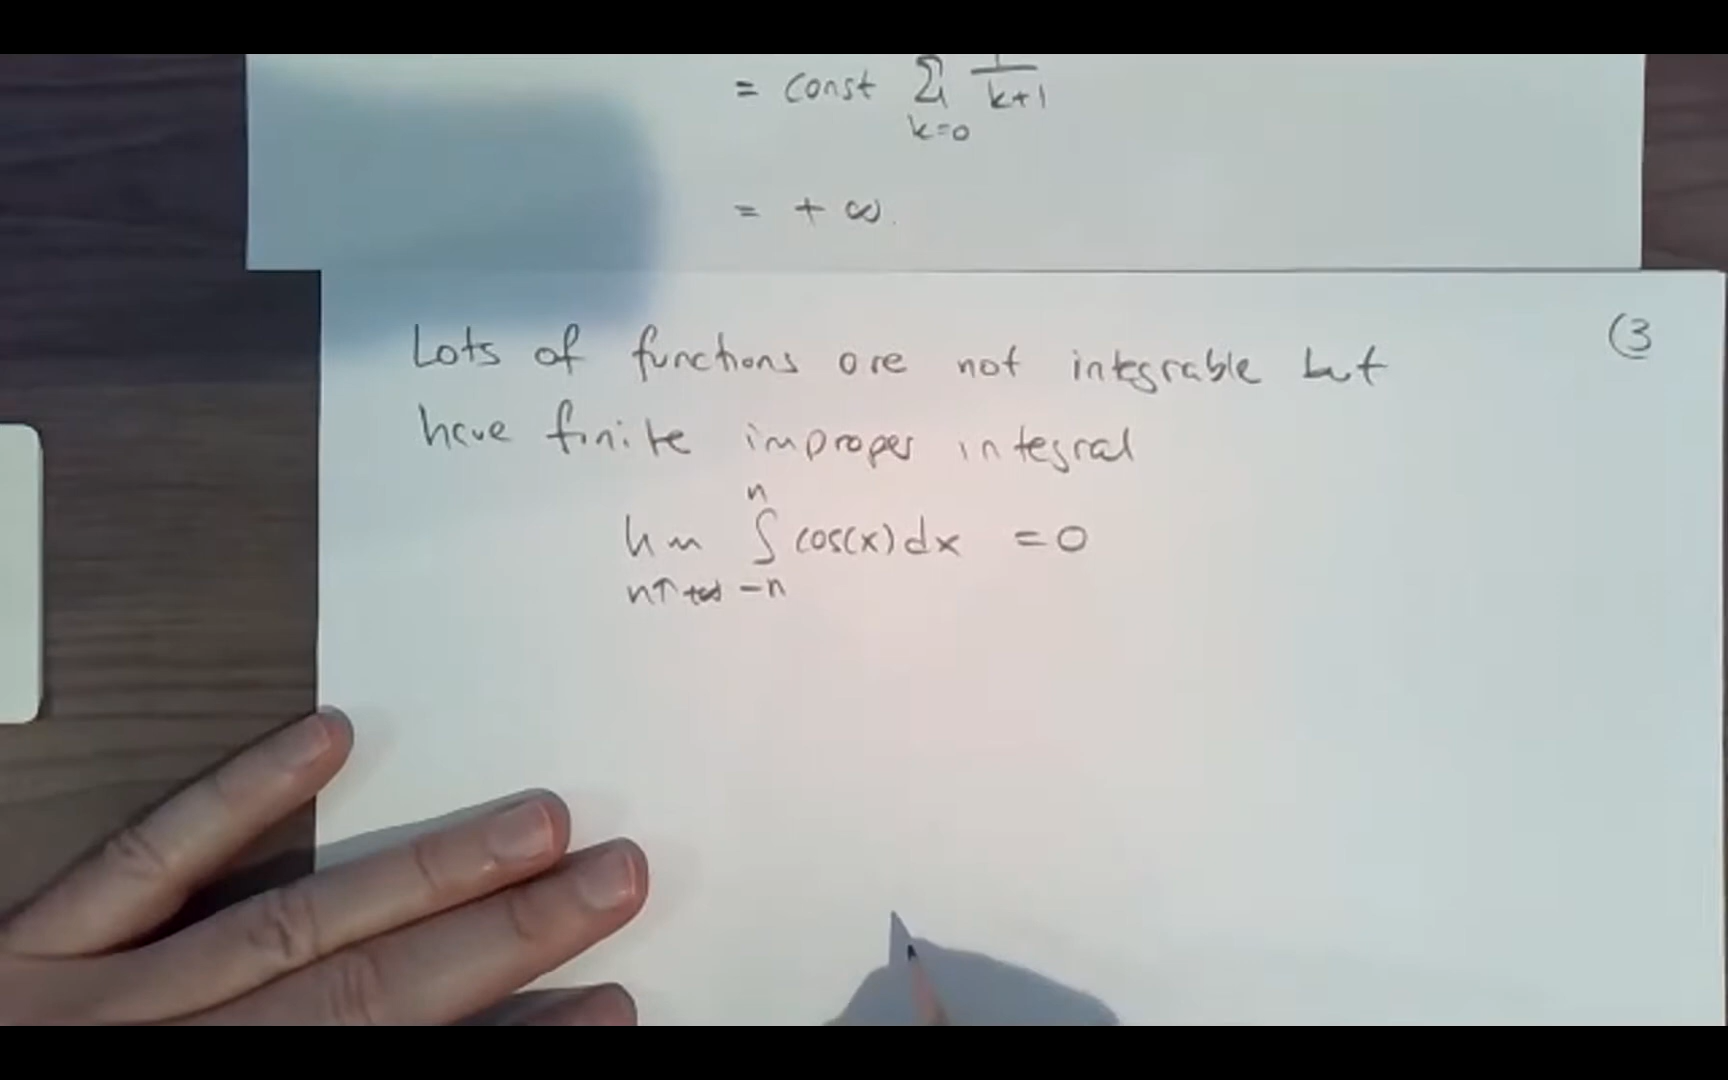 = const Σ 1/k+1
k=0
= + ∞.
(3
Lots of functions are not integrable but
have finite improper integral
n
lim ∫ cos(x) dx = 0
n↑+∞ -n